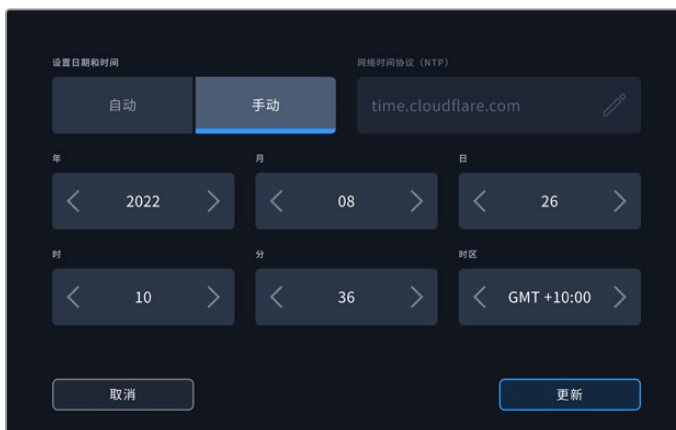 设置日期和时间 网络时间协议（NTP）
自动 手动 time.cloudflare.com
年 月 日
2022 08 26
时 分 时区
10 36 GMT +10:00
取消 更新